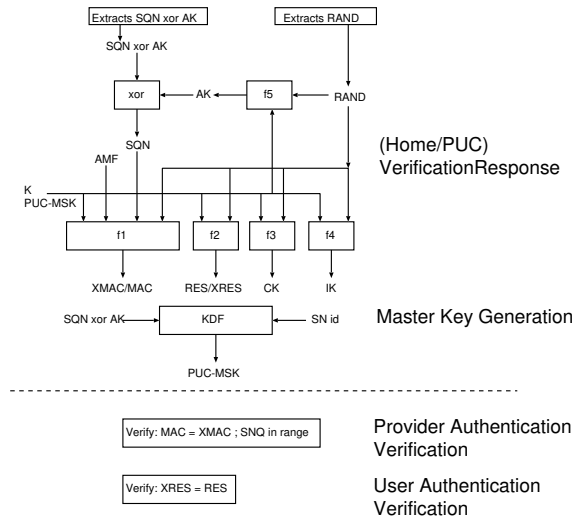 Extracts SQN xor AK
Extracts RAND
SQN xor AK
xor
AK
f5
RAND
SQN
AMF
(Home/PUC)
VerificationResponse
K
PUC-MSK
f1
f2
f3
f4
XMAC/MAC
RES/XRES
CK
IK
SQN xor AK
KDF
SN id
Master Key Generation
PUC-MSK
Verify: MAC = XMAC ; SNQ in range
Provider Authentication
Verification
Verify: XRES = RES
User Authentication
Verification